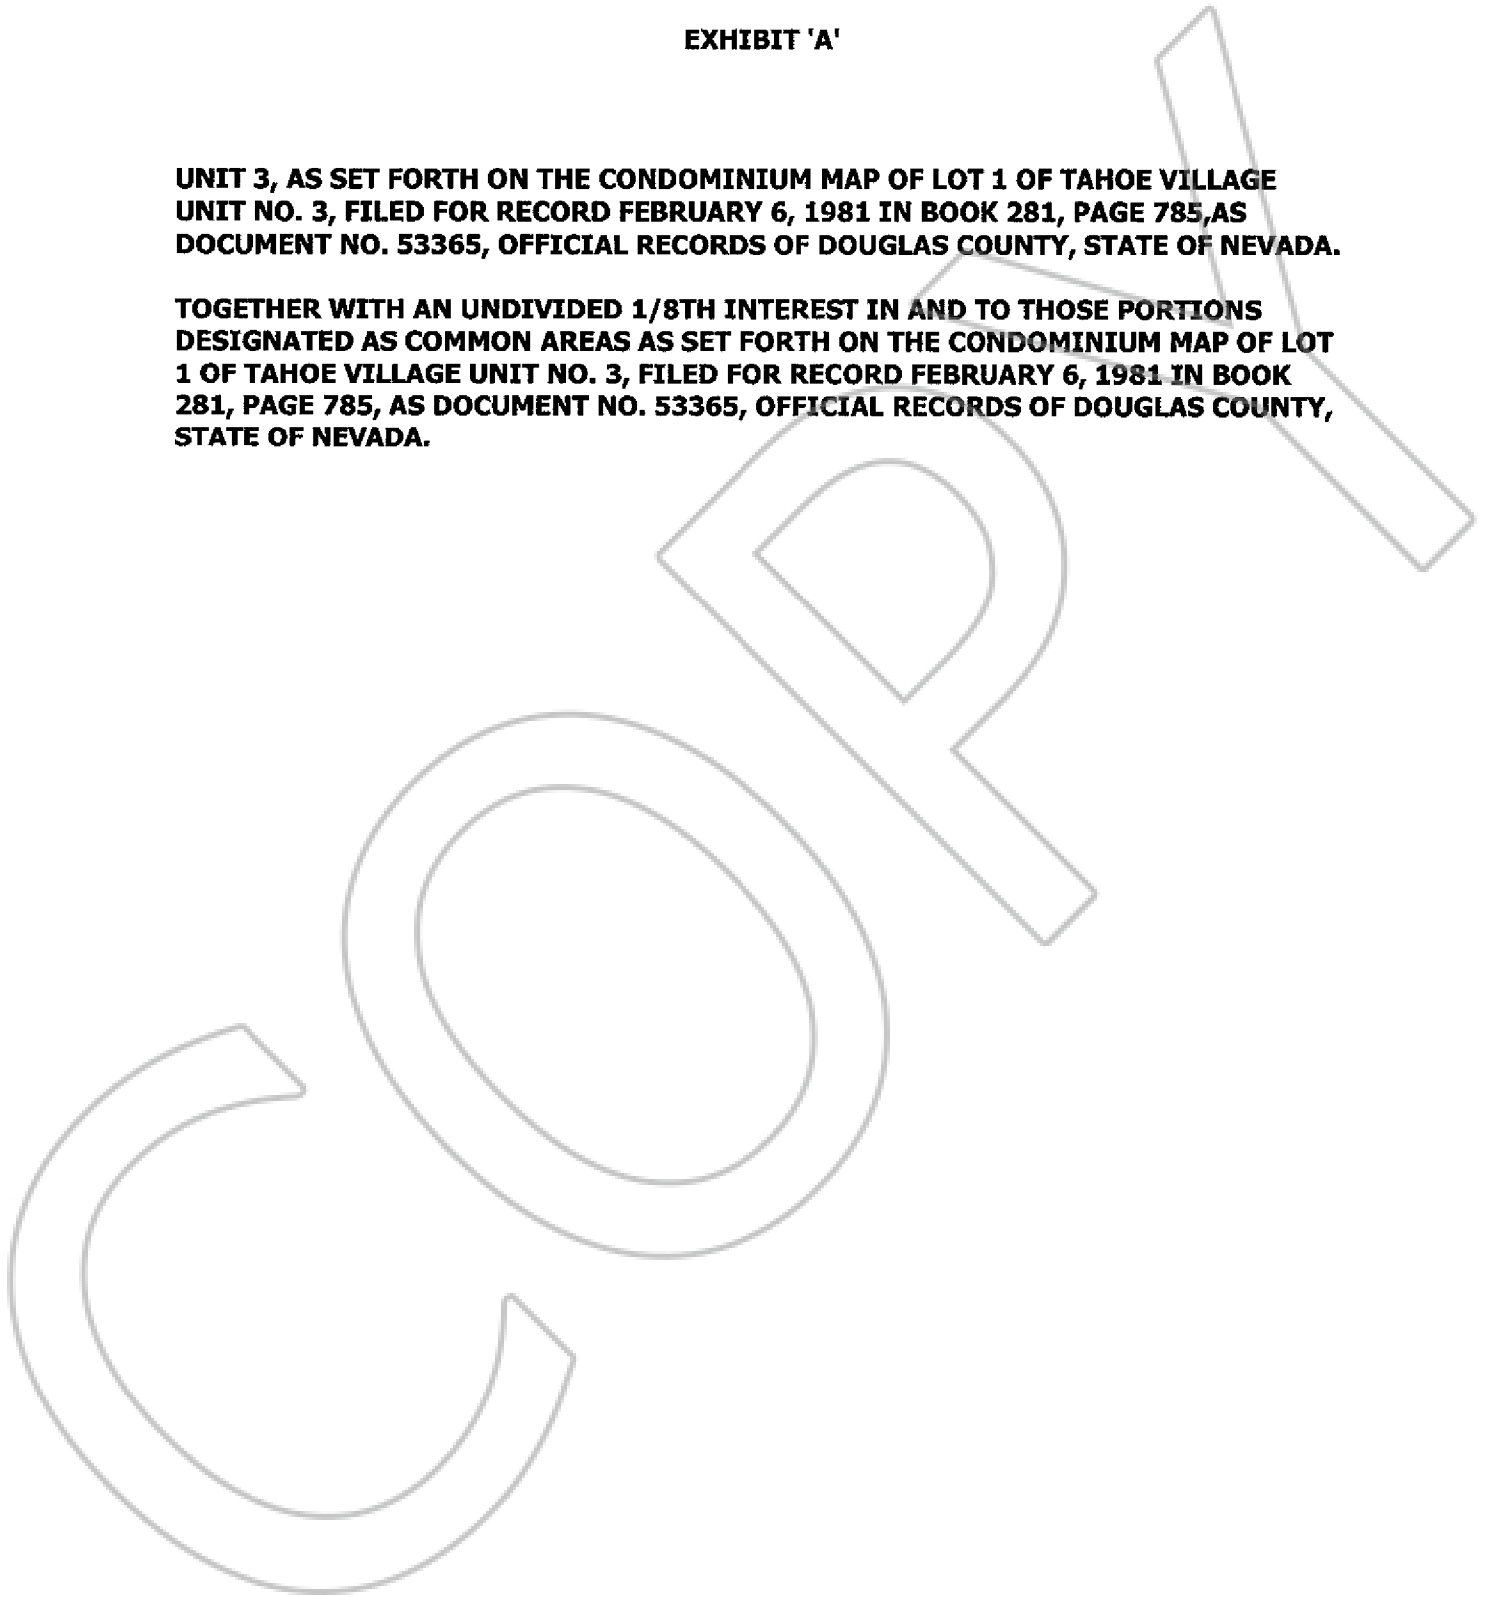 EXHIBIT 'A'
UNIT 3, AS SET FORTH ON THE CONDOMINIUM MAP OF LOT 1 OF TAHOE VILLAGE
UNIT NO. 3, FILED FOR RECORD FEBRUARY 6, 1981 IN BOOK 281, PAGE 785,AS
DOCUMENT NO. 53365, OFFICIAL RECORDS OF DOUGLAS COUNTY, STATE OF NEVADA.
TOGETHER WITH AN UNDIVIDED 1/8TH INTEREST IN AND TO THOSE PORTIONS
DESIGNATED AS COMMON AREAS AS SET FORTH ON THE CONDOMINIUM MAP OF LOT
1 OF TAHOE VILLAGE UNIT NO. 3, FILED FOR RECORD FEBRUARY 6, 1981 IN BOOK
281, PAGE 785, AS DOCUMENT NO. 53365, OFFICIAL RECORDS OF DOUGLAS COUNTY,
STATE OF NEVADA.
COPY